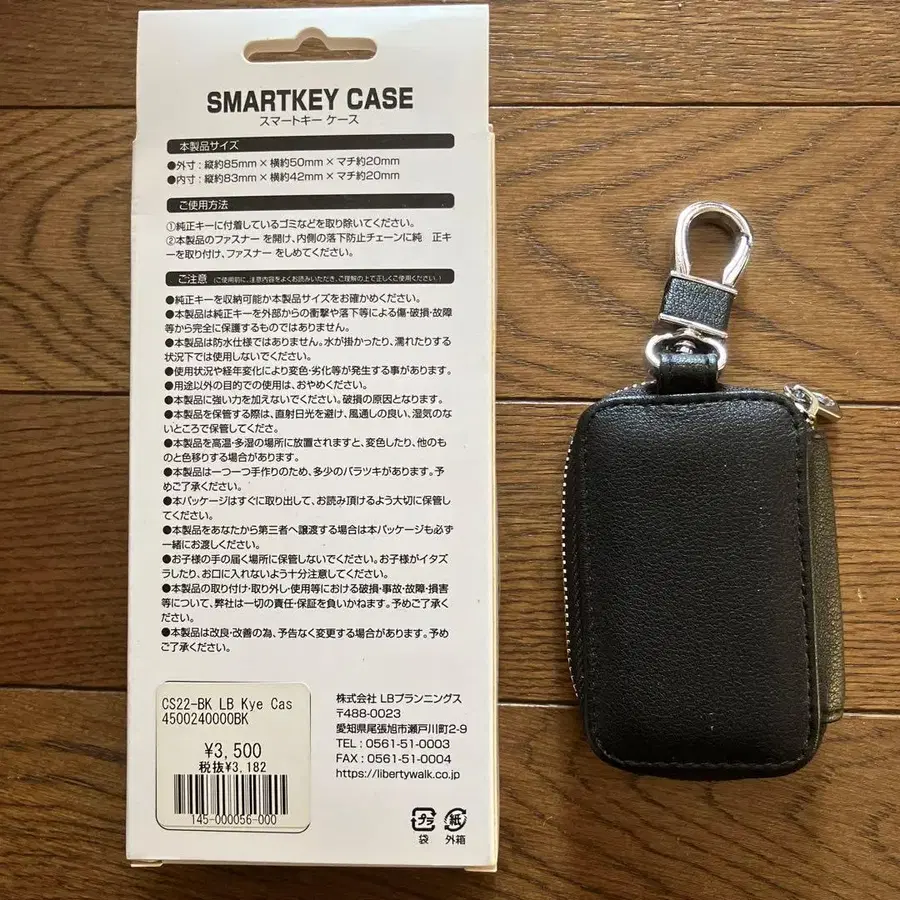 SMARTKEY CASE
スマートキー ケース
本製品サイズ
●外寸：縦約85mm×横約50mm×マチ約20mm
●内寸：縦約83mm×横約42mm×マチ約20mm
ご使用方法
①純正キーに付着しているゴミなどを取り除いてください。
②本製品のファスナー を開け、内側の落下防止チェーンに純　正キ
ーを取り付け、ファスナー をしめてください。
ご注意 (ご使用前に、注意内容をよくお読みいただき、ご理解の上で正しくご使用ください。)
●純正キーを収納可能か本製品サイズをお確かめください。
●本製品は純正キーを外部からの衝撃や落下等による傷・破損・故障
等から完全に保護するものではありません。
●本製品は防水仕様ではありません。水が掛かったり、濡れたりする
状況下では使用しないでください。
●使用状況や経年変化により変色・劣化等が発生する事があります。
●用途以外の目的での使用は、おやめください。
●本製品に強い力を加えないでください。破損の原因となります。
●本製品を保管する際は、直射日光を避け、風通しの良い、湿気のな
いところで保管してくださ。
●本製品を高温・多湿の場所に放置されますと、変色したり、他のも
のと色移りする場合があります。
●本製品は一つ一つ手作りのため、多少のバラツキがあります。予
めご了承ください。
●本パッケージはすぐに取り出して、お読み頂けるよう大切に保管し
てください。
●本製品をあなたから第三者へ譲渡する場合は本パッケージも必ず
一緒にお渡しください。
●お子様の手の届く場所に保管しないでください。お子様がイタズ
ラしたり、お口に入れないよう十分注意してください。
●本製品の取り付け・取り外し・使用等における破損・事故・故障・損害
等について、弊社は一切の責任・保証を負いかねます。予めご了承く
ださい。
●本製品は改良・改善の為、予告なく変更する場合があります。予め
ご了承ください。
CS22-BK LB Kye Cas
4500240000BK
¥3,500
税抜¥3,182
145-000056-000
株式会社 LBプランニングス
〒488-0023
愛知県尾張旭市瀬戸川町2-9
TEL：0561-51-0003
FAX：0561-51-0004
https://libertywalk.co.jp
プラ
袋
紙
外箱